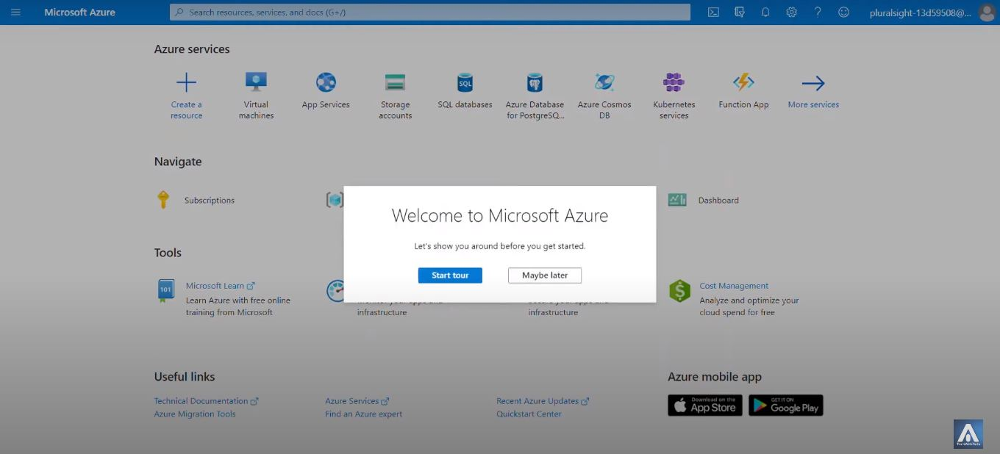 Microsoft Azure
Search resources, services, and docs (G+/)
pluralsight-13d59508@...
Azure services
Create a
resource
Virtual
machines
App Services
Storage
accounts
SQL
SQL databases
Azure Database
for PostgreSQ...
Azure Cosmos
DB
Kubernetes
services
Function App
More services
Navigate
Subscriptions
Dashboard
Welcome to Microsoft Azure
Let's show you around before you get started.
Start tour
Maybe later
Tools
101
Microsoft Learn
Learn Azure with free online
training from Microsoft
Monitor your apps and
infrastructure
Secure your apps and
infrastructure
Cost Management
Analyze and optimize your
cloud spend for free
Useful links
Technical Documentation
Azure Migration Tools
Azure Services
Find an Azure expert
Recent Azure Updates
Quickstart Center
Azure mobile app
Download on the
App Store
GET IT ON
Google Play